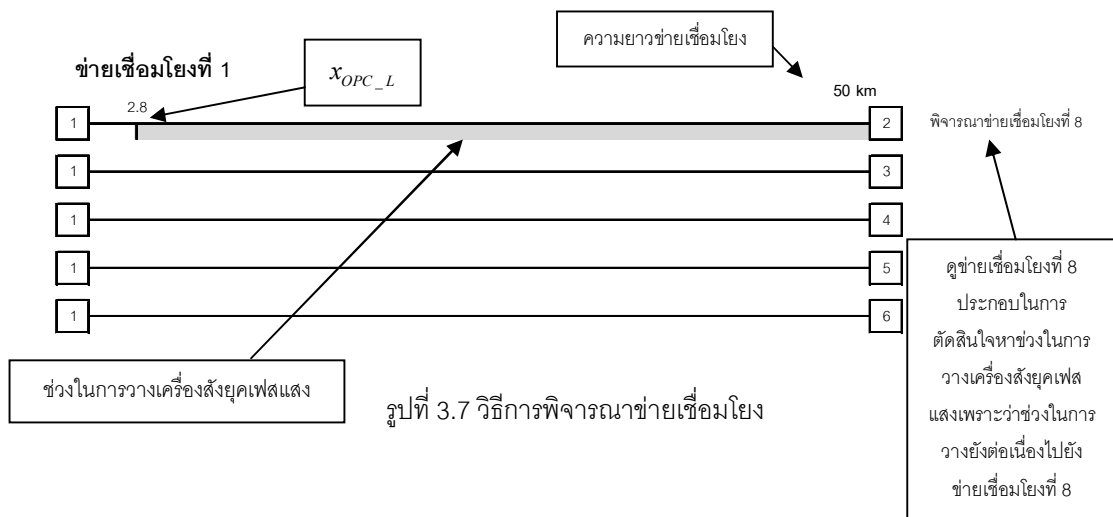 ความยาวข่ายเชื่อมโยง
ข่ายเชื่อมโยงที่ 1
x_{OPC_L}
2.8
50 km
1
2
พิจารณาข่ายเชื่อมโยงที่ 8
1
3
1
4
1
5
1
6
ดูข่ายเชื่อมโยงที่ 8
ประกอบในการ
ตัดสินใจหาช่วงในการ
วางเครื่องสังยุคเฟส
แสงเพราะว่าช่วงในการ
วางยังต่อเนื่องไปยัง
ข่ายเชื่อมโยงที่ 8
ช่วงในการวางเครื่องสังยุคเฟสแสง
รูปที่ 3.7 วิธีการพิจารณาข่ายเชื่อมโยง